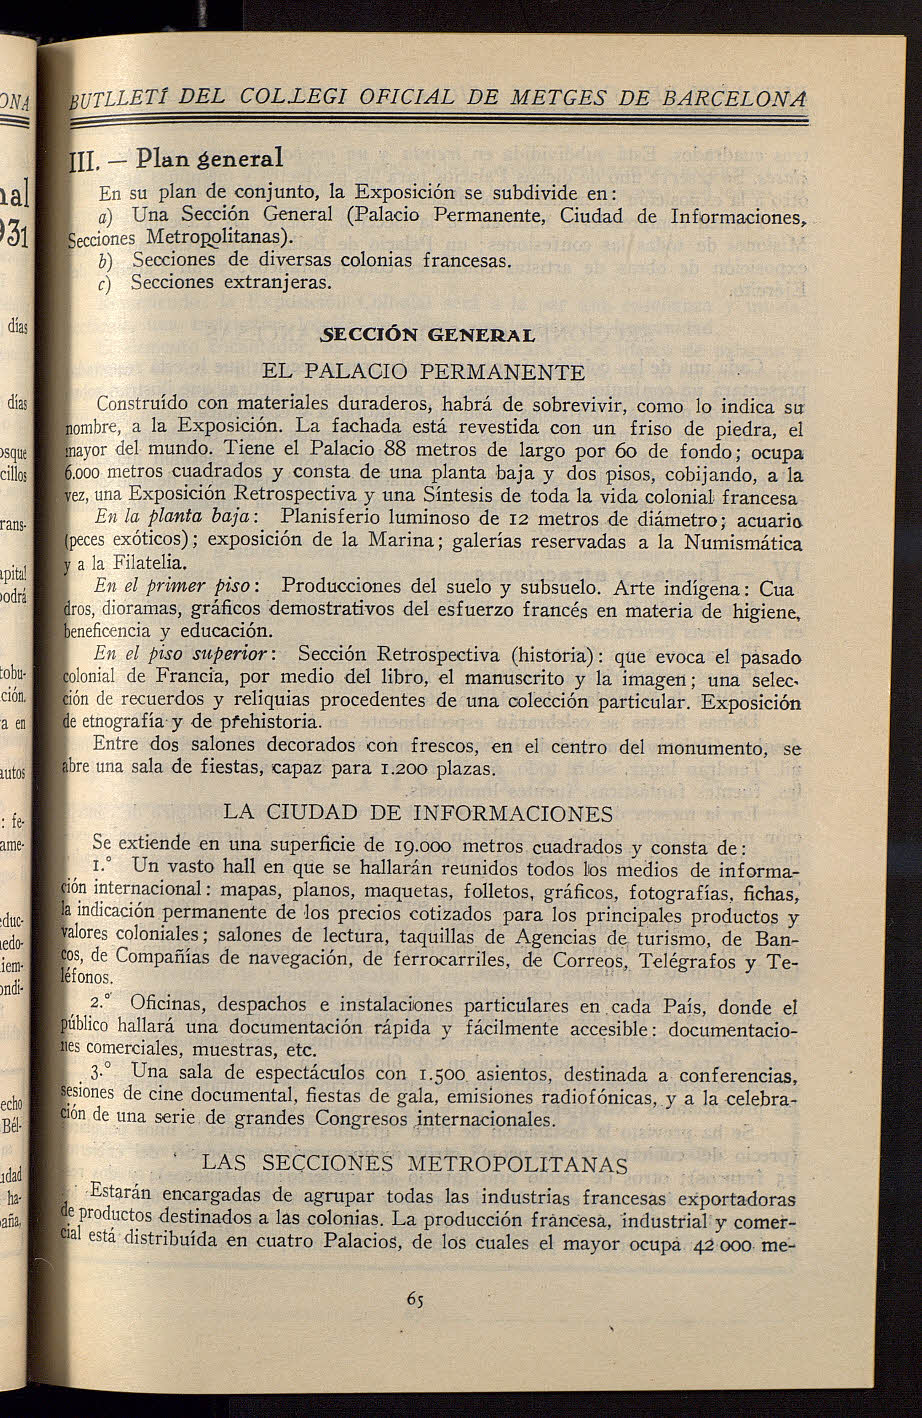 BUTLLETÍ DEL COL.LEGI OFICIAL DE METGES DE BARCELONA
III. — Plan general
En su plan de conjunto, la Exposición se subdivide en:
a) Una Sección General (Palacio Permanente, Ciudad de Informaciones,
Secciones Metropolitanas).
b) Secciones de diversas colonias francesas.
c) Secciones extranjeras.
SECCIÓN GENERAL
EL PALACIO PERMANENTE
Construído con materiales duraderos, habrá de sobrevivir, como lo indica su
nombre, a la Exposición. La fachada está revestida con un friso de piedra, el
mayor del mundo. Tiene el Palacio 88 metros de largo por 60 de fondo; ocupa
6.000 metros cuadrados y consta de una planta baja y dos pisos, cobijando, a la
vez, una Exposición Retrospectiva y una Síntesis de toda la vida colonial francesa
En la planta baja: Planisferio luminoso de 12 metros de diámetro; acuario
(peces exóticos); exposición de la Marina; galerías reservadas a la Numismática
y a la Filatelia.
En el primer piso: Producciones del suelo y subsuelo. Arte indígena: Cua
dros, dioramas, gráficos demostrativos del esfuerzo francés en materia de higiene,
beneficencia y educación.
En el piso superior: Sección Retrospectiva (historia): que evoca el pasado
colonial de Francia, por medio del libro, el manuscrito y la imagen; una selec-
ción de recuerdos y reliquias procedentes de una colección particular. Exposición
de etnografía y de prehistoria.
Entre dos salones decorados con frescos, en el centro del monumento, se
abre una sala de fiestas, capaz para 1.200 plazas.
LA CIUDAD DE INFORMACIONES
Se extiende en una superficie de 19.000 metros cuadrados y consta de:
1.° Un vasto hall en que se hallarán reunidos todos los medios de informa-
ción internacional: mapas, planos, maquetas, folletos, gráficos, fotografías, fichas,
la indicación permanente de los precios cotizados para los principales productos y
valores coloniales; salones de lectura, taquillas de Agencias de turismo, de Ban-
cos, de Compañías de navegación, de ferrocarriles, de Correos, Telégrafos y Te-
léfonos.
2.° Oficinas, despachos e instalaciones particulares en cada País, donde el
público hallará una documentación rápida y fácilmente accesible: documentacio-
nes comerciales, muestras, etc.
3.° Una sala de espectáculos con 1.500 asientos, destinada a conferencias,
sesiones de cine documental, fiestas de gala, emisiones radiofónicas, y a la celebra-
ción de una serie de grandes Congresos internacionales.
LAS SECCIONES METROPOLITANAS
Estarán encargadas de agrupar todas las industrias francesas exportadoras
de productos destinados a las colonias. La producción francesa, industrial y comer-
cial está distribuída en cuatro Palacios, de los cuales el mayor ocupa 42 000 me-
65